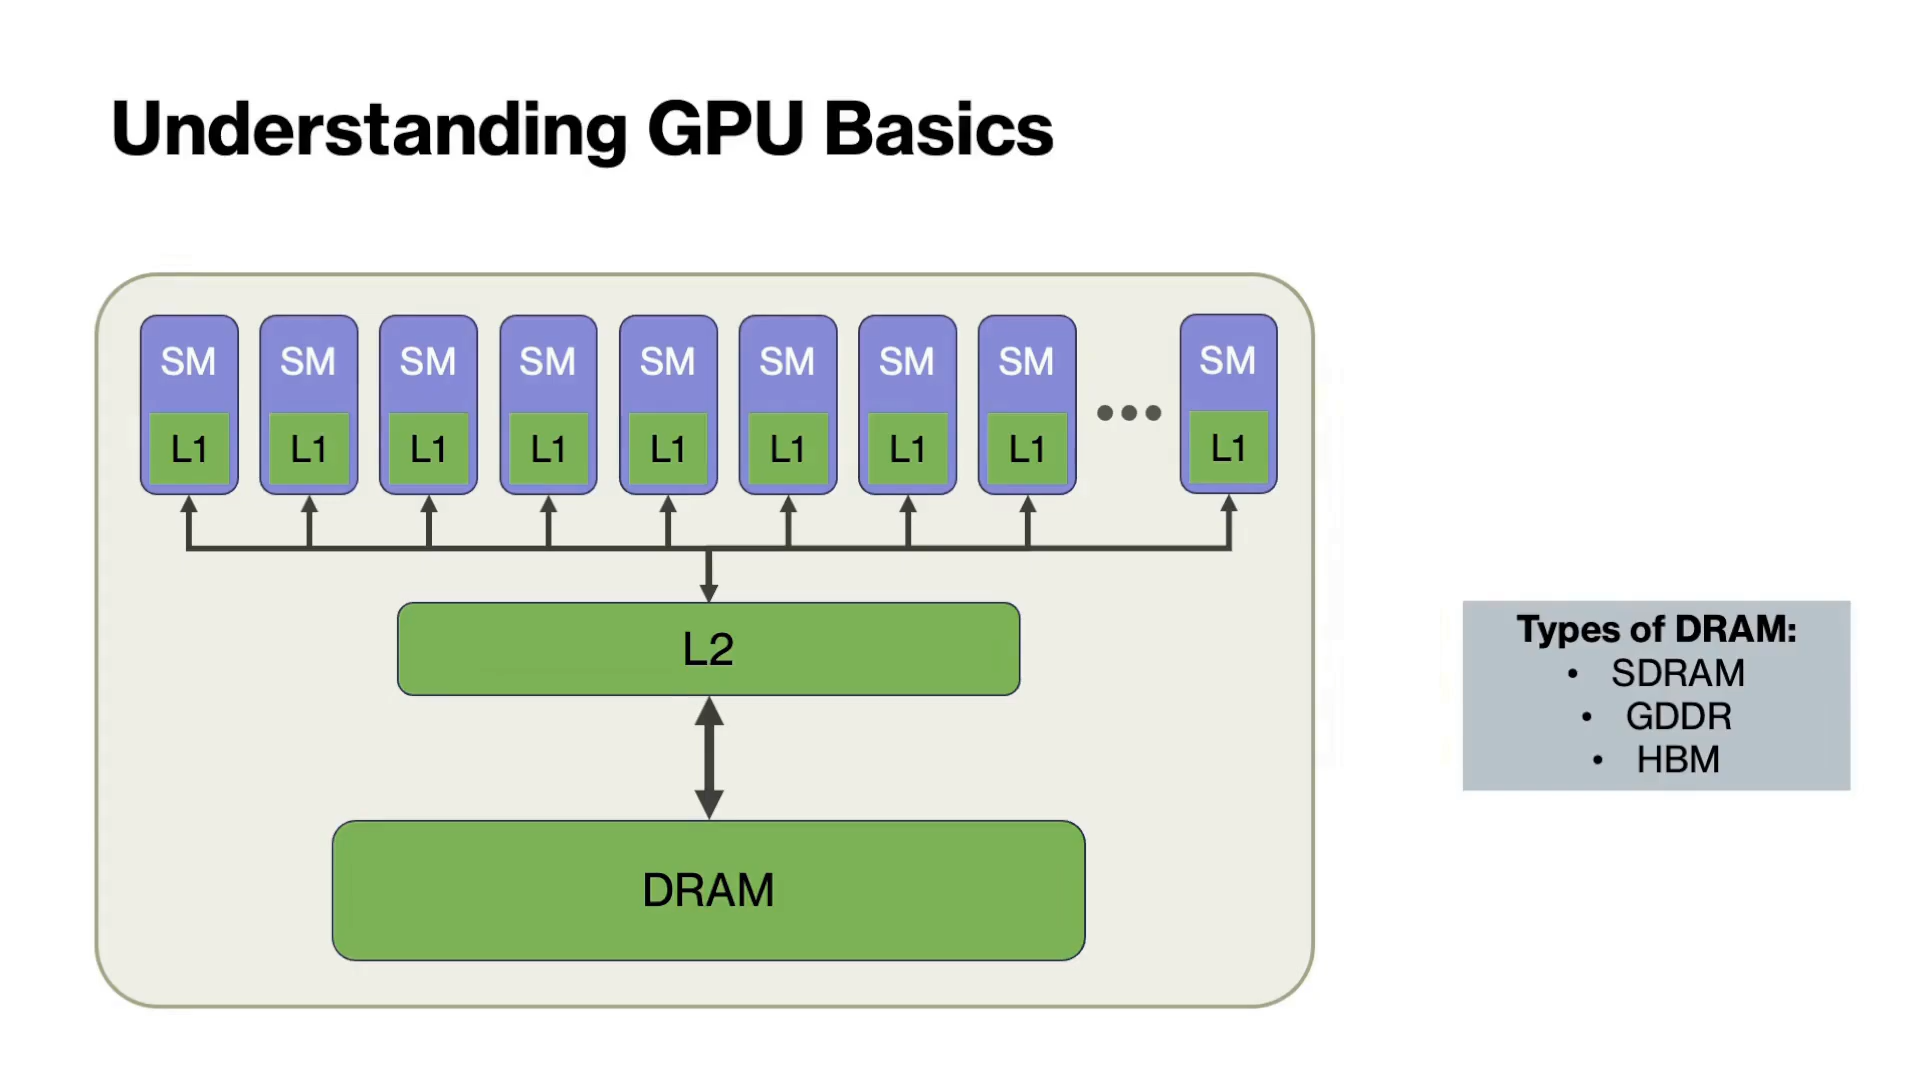 Understanding GPU Basics
SM SM SM SM SM SM SM SM ••• SM
L1 L1 L1 L1 L1 L1 L1 L1 L1
L2
DRAM
Types of DRAM:
• SDRAM
• GDDR
• HBM